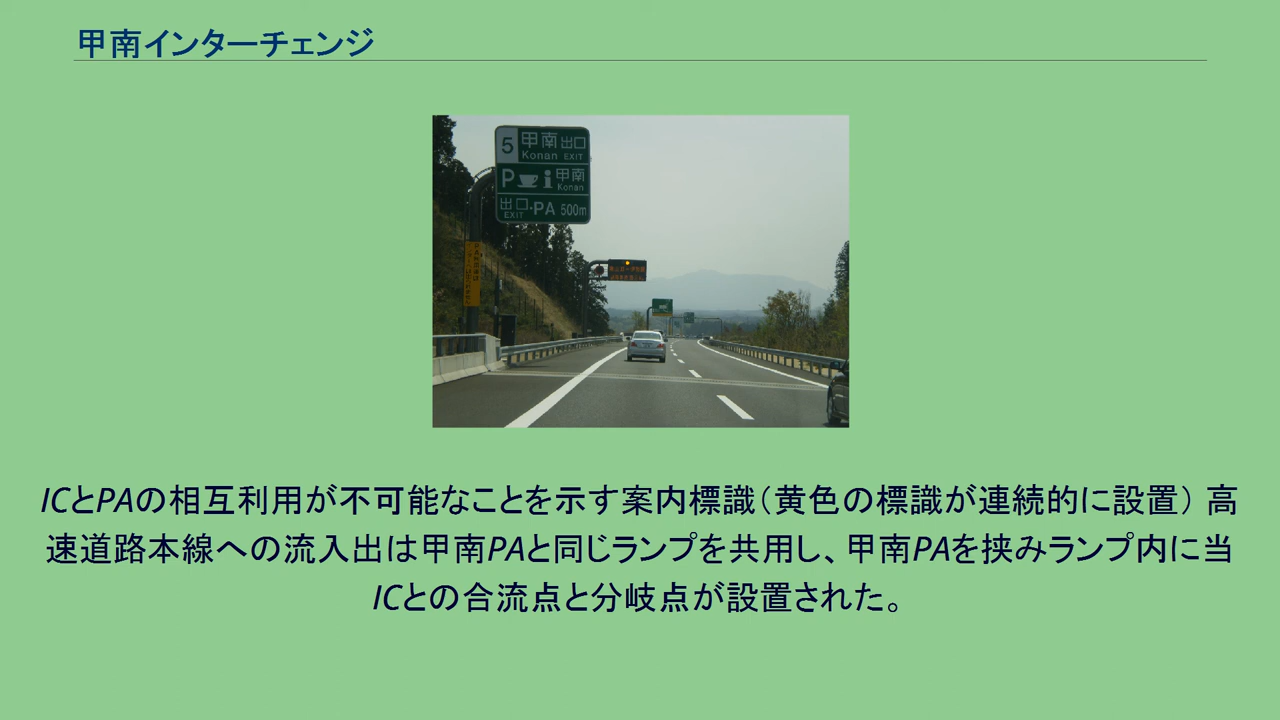 甲南インターチェンジ
5 甲南 出口
Konan EXIT
P i 甲南
Konan
出口・PA 500m
EXIT
ICとPAの相互利用が不可能なことを示す案内標識（黄色の標識が連続的に設置） 高
速道路本線への流入出は甲南PAと同じランプを共用し、甲南PAを挟みランプ内に当
ICとの合流点と分岐点が設置された。